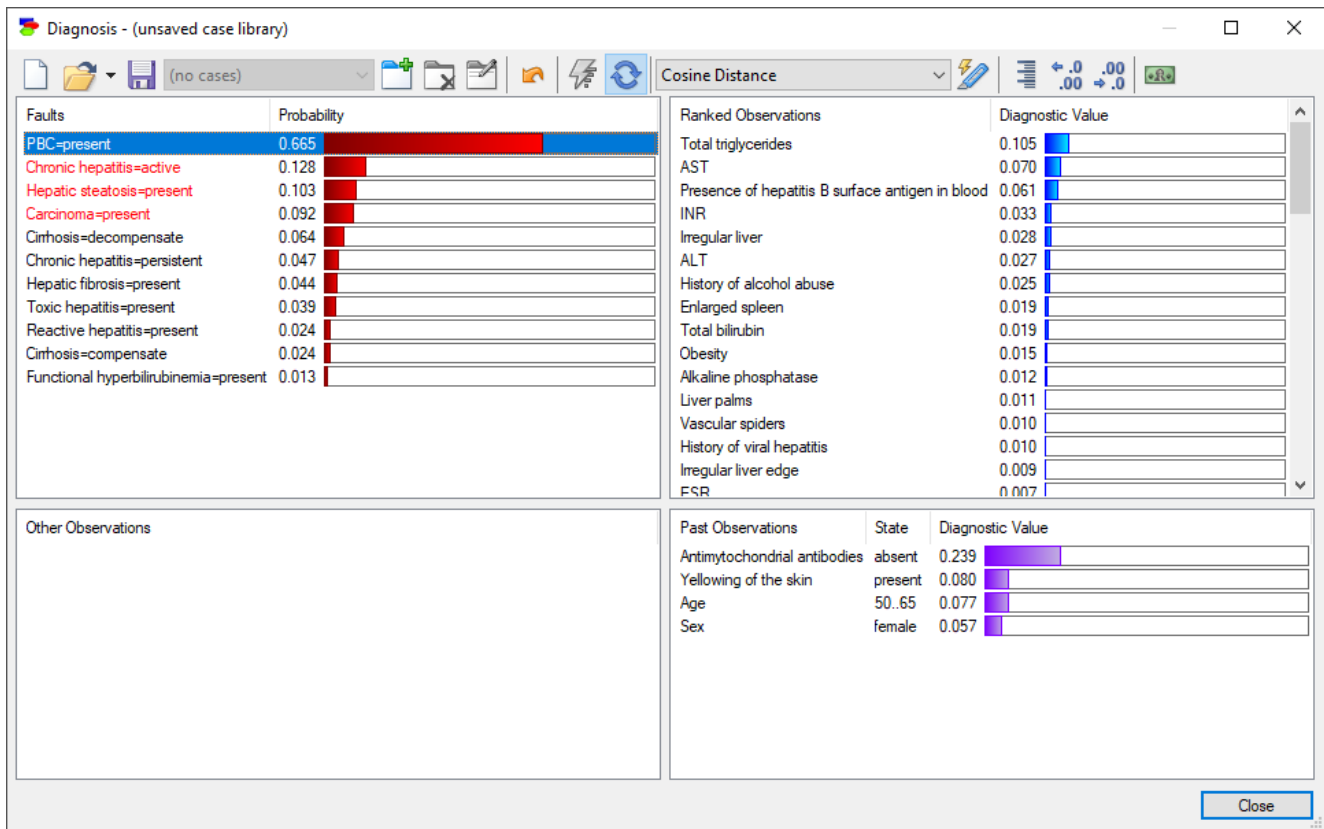 Diagnosis - (unsaved case library)
(no cases)
Cosine Distance
←.0 .00
.00 →.0
R
Faults Probability
PBC=present 0.665
Chronic hepatitis=active 0.128
Hepatic steatosis=present 0.103
Carcinoma=present 0.092
Cirrhosis=decompensate 0.064
Chronic hepatitis=persistent 0.047
Hepatic fibrosis=present 0.044
Toxic hepatitis=present 0.039
Reactive hepatitis=present 0.024
Cirrhosis=compensate 0.024
Functional hyperbilirubinemia=present 0.013
Ranked Observations Diagnostic Value
Total triglycerides 0.105
AST 0.070
Presence of hepatitis B surface antigen in blood 0.061
INR 0.033
Irregular liver 0.028
ALT 0.027
History of alcohol abuse 0.025
Enlarged spleen 0.019
Total bilirubin 0.019
Obesity 0.015
Alkaline phosphatase 0.012
Liver palms 0.011
Vascular spiders 0.010
History of viral hepatitis 0.010
Irregular liver edge 0.009
ESR 0.007
Other Observations
Past Observations State Diagnostic Value
Antimytochondrial antibodies absent 0.239
Yellowing of the skin present 0.080
Age 50..65 0.077
Sex female 0.057
Close